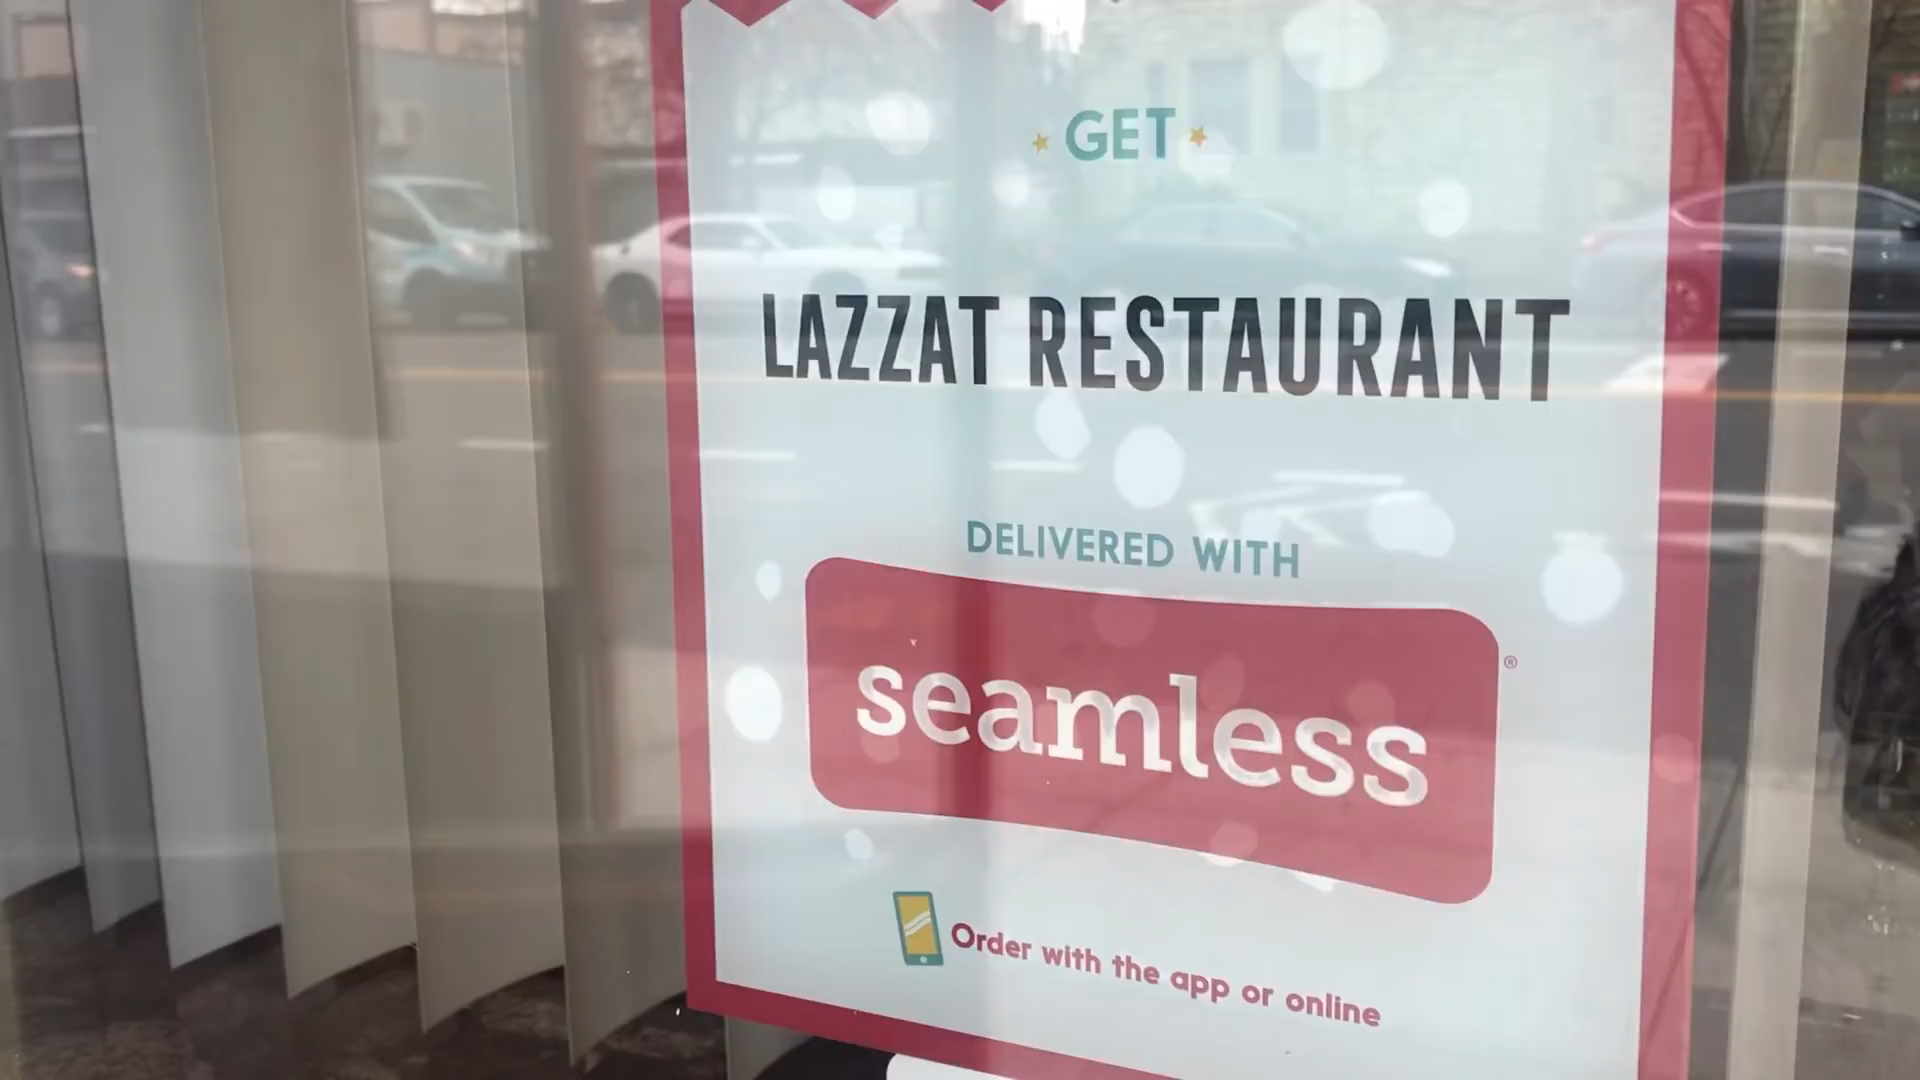 GET
LAZZAT RESTAURANT
DELIVERED WITH
seamless®
Order with the app or online